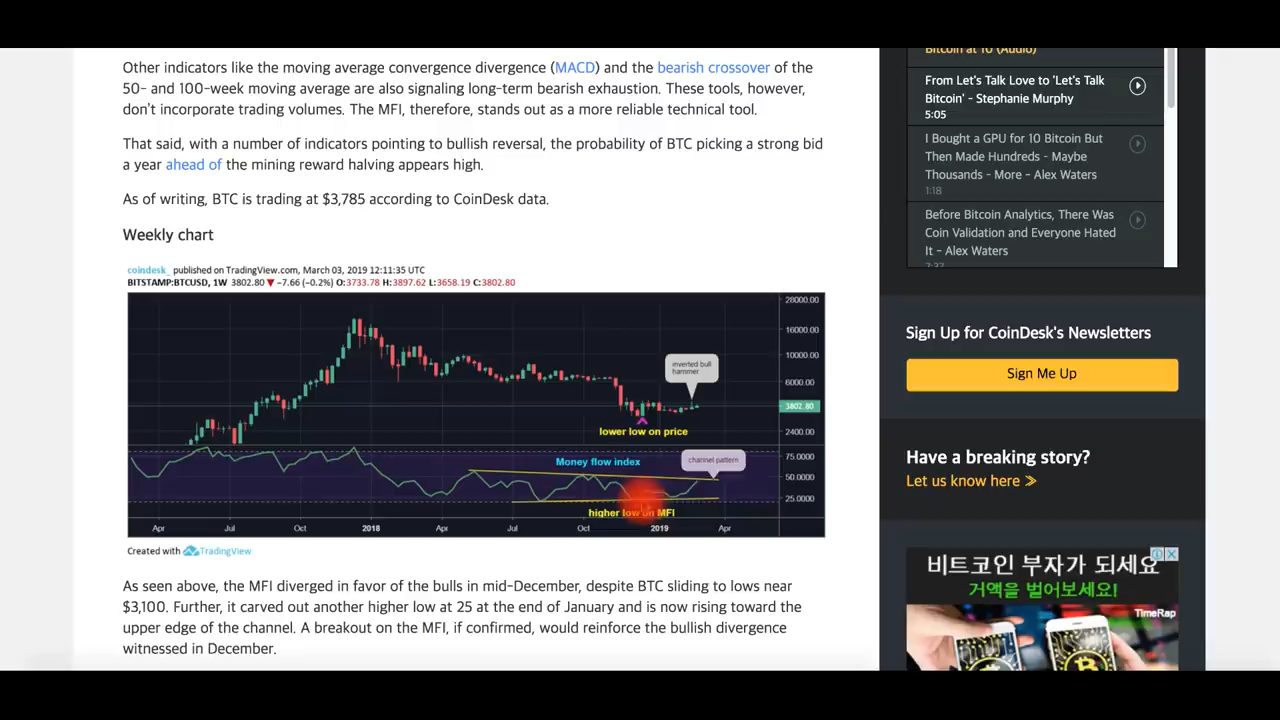 Other indicators like the moving average convergence divergence (MACD) and the bearish crossover of the
50- and 100-week moving average are also signaling long-term bearish exhaustion. These tools, however,
don't incorporate trading volumes. The MFI, therefore, stands out as a more reliable technical tool.
That said, with a number of indicators pointing to bullish reversal, the probability of BTC picking a strong bid
a year ahead of the mining reward halving appears high.
As of writing, BTC is trading at $3,785 according to CoinDesk data.
Weekly chart
coindesk_ published on TradingView.com, March 03, 2019 12:11:35 UTC
BITSTAMP:BTCUSD, 1W 3802.80 ▼ −7.66 (−0.2%) O:3733.78 H:3897.62 L:3658.19 C:3802.80
28000.00
16000.00
10000.00
inverted bull
hammer
6000.00
3802.80
lower low on price
2400.00
75.0000
Money flow index
channel pattern
50.0000
25.0000
higher low on MFI
Apr
Jul
Oct
2018
Apr
Jul
Oct
2019
Apr
Created with TradingView
As seen above, the MFI diverged in favor of the bulls in mid-December, despite BTC sliding to lows near
$3,100. Further, it carved out another higher low at 25 at the end of January and is now rising toward the
upper edge of the channel. A breakout on the MFI, if confirmed, would reinforce the bullish divergence
witnessed in December.
Bitcoin at 10 (Audio)
From Let's Talk Love to 'Let's Talk
Bitcoin' - Stephanie Murphy
5:05
I Bought a GPU for 10 Bitcoin But
Then Made Hundreds - Maybe
Thousands - More – Alex Waters
1:18
Before Bitcoin Analytics, There Was
Coin Validation and Everyone Hated
It – Alex Waters
7:37
Sign Up for CoinDesk's Newsletters
Sign Me Up
Have a breaking story?
Let us know here ≫
비트코인 부자가 되세요
거액을 벌어보세요!
TimeRap